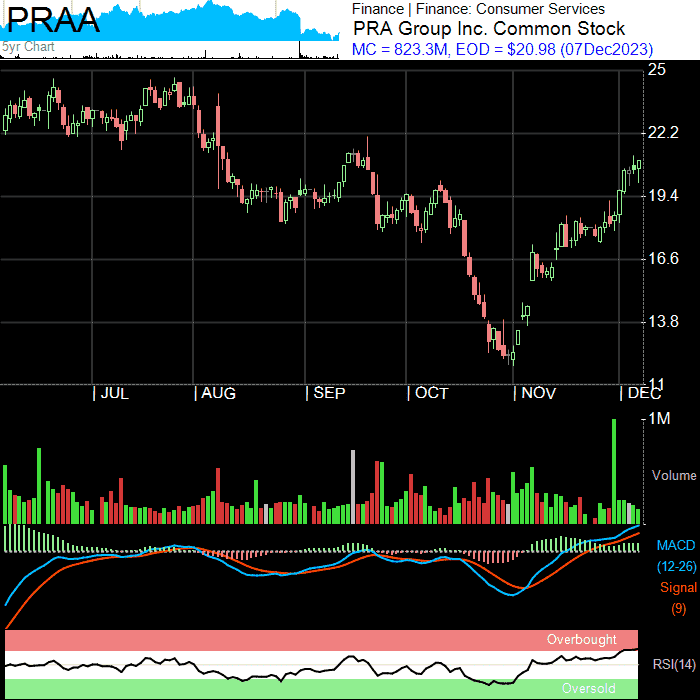 PRAA
5yr Chart
Finance | Finance: Consumer Services
PRA Group Inc. Common Stock
MC = 823.3M, EOD = $20.98 (07Dec2023)
25
22.2
19.4
16.6
13.8
11
| JUL | AUG | SEP | OCT | NOV | DEC
1M
Volume
MACD
(12-26)
Signal
(9)
Overbought
RSI(14)
Oversold